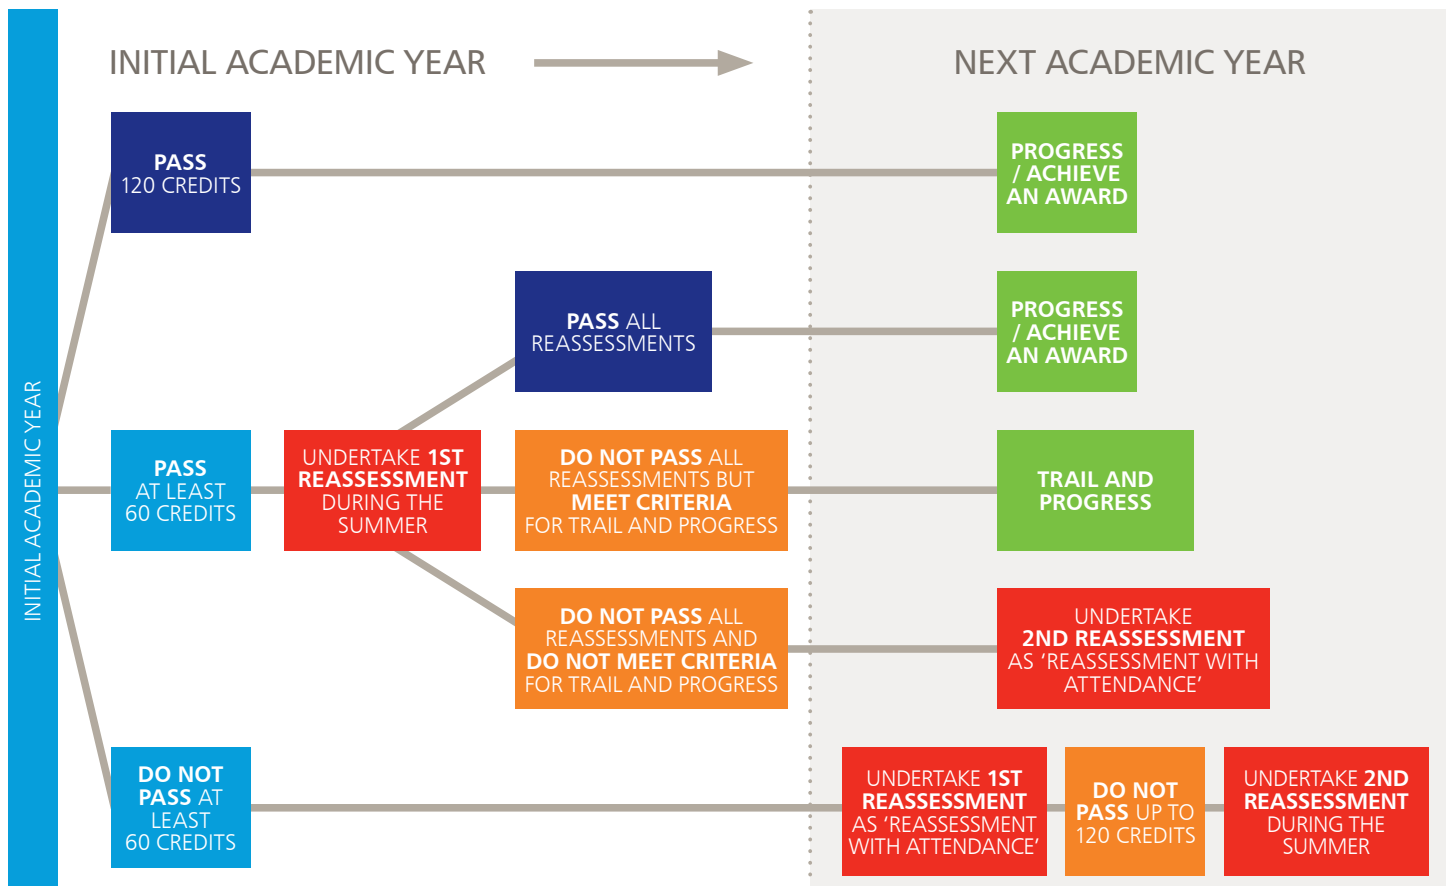 INITIAL ACADEMIC YEAR
NEXT ACADEMIC YEAR
INITIAL ACADEMIC YEAR
PASS
120 CREDITS
PROGRESS
/ ACHIEVE
AN AWARD
PASS ALL
REASSESSMENTS
PROGRESS
/ ACHIEVE
AN AWARD
PASS
AT LEAST
60 CREDITS
UNDERTAKE 1ST
REASSESSMENT
DURING THE
SUMMER
DO NOT PASS ALL
REASSESSMENTS BUT
MEET CRITERIA
FOR TRAIL AND PROGRESS
TRAIL AND
PROGRESS
DO NOT PASS ALL
REASSESSMENTS AND
DO NOT MEET CRITERIA
FOR TRAIL AND PROGRESS
UNDERTAKE
2ND REASSESSMENT
AS ‘REASSESSMENT WITH
ATTENDANCE’
DO NOT
PASS AT
LEAST
60 CREDITS
UNDERTAKE 1ST
REASSESSMENT
AS ‘REASSESSMENT
WITH ATTENDANCE’
DO NOT
PASS UP TO
120 CREDITS
UNDERTAKE 2ND
REASSESSMENT
DURING THE
SUMMER